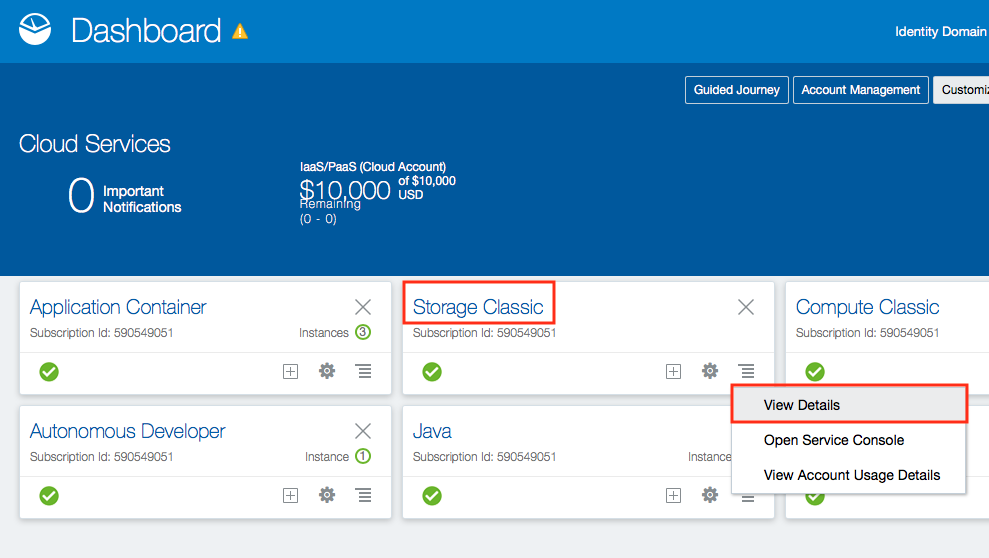 Dashboard
Identity Domain
Guided Journey
Account Management
Cloud Services
0
Important
Notifications
IaaS/PaaS (Cloud Account)
$10,000
of $10,000
USD
Remaining
(0 - 0)
Application Container
Subscription Id: 590549051
Instances 3
Storage Classic
Subscription Id: 590549051
Compute Classic
Subscription Id: 590549051
View Details
Open Service Console
View Account Usage Details
Autonomous Developer
Subscription Id: 590549051
Instance 1
Java
Subscription Id: 590549051
Instance